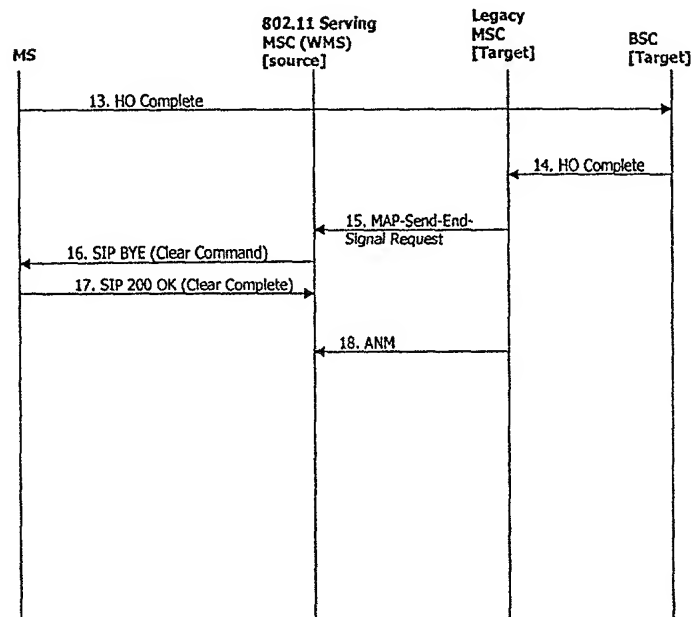 MS
802.11 Serving
MSC (WMS)
[source]
Legacy
MSC
[Target]
BSC
[Target]
13. HO Complete
14. HO Complete
15. MAP-Send-End-
Signal Request
16. SIP BYE (Clear Command)
17. SIP 200 OK (Clear Complete)
18. ANM